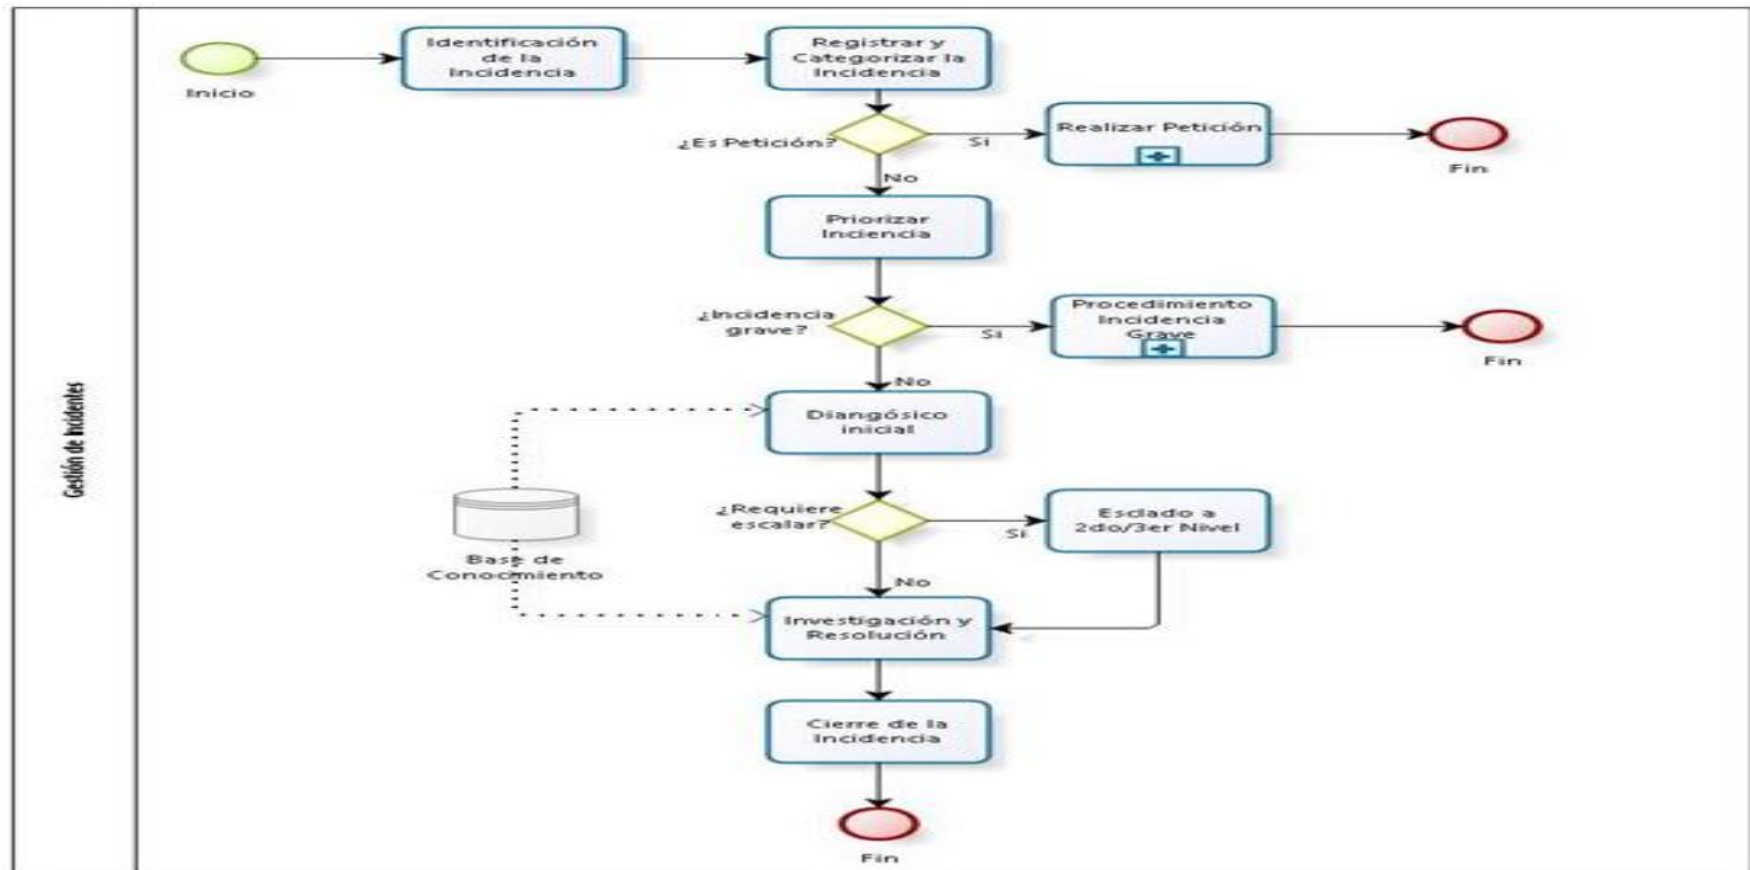 Gestión de Incidentes
Inicio
Identificación
de la
Incidencia
Registrar y
Categorizar la
Incidencia
¿Es Petición?
Si
Realizar Petición
Fin
No
Priorizar
Inciencia
¿Incidencia
grave?
Si
Procedimiento
Incidencia
Grave
Fin
No
Diangósico
inicial
¿Requiere
escalar?
Si
Esclado a
2do/3er Nivel
Base de
Conocimiento
No
Investigación y
Resolución
Cierre de la
Incidencia
Fin